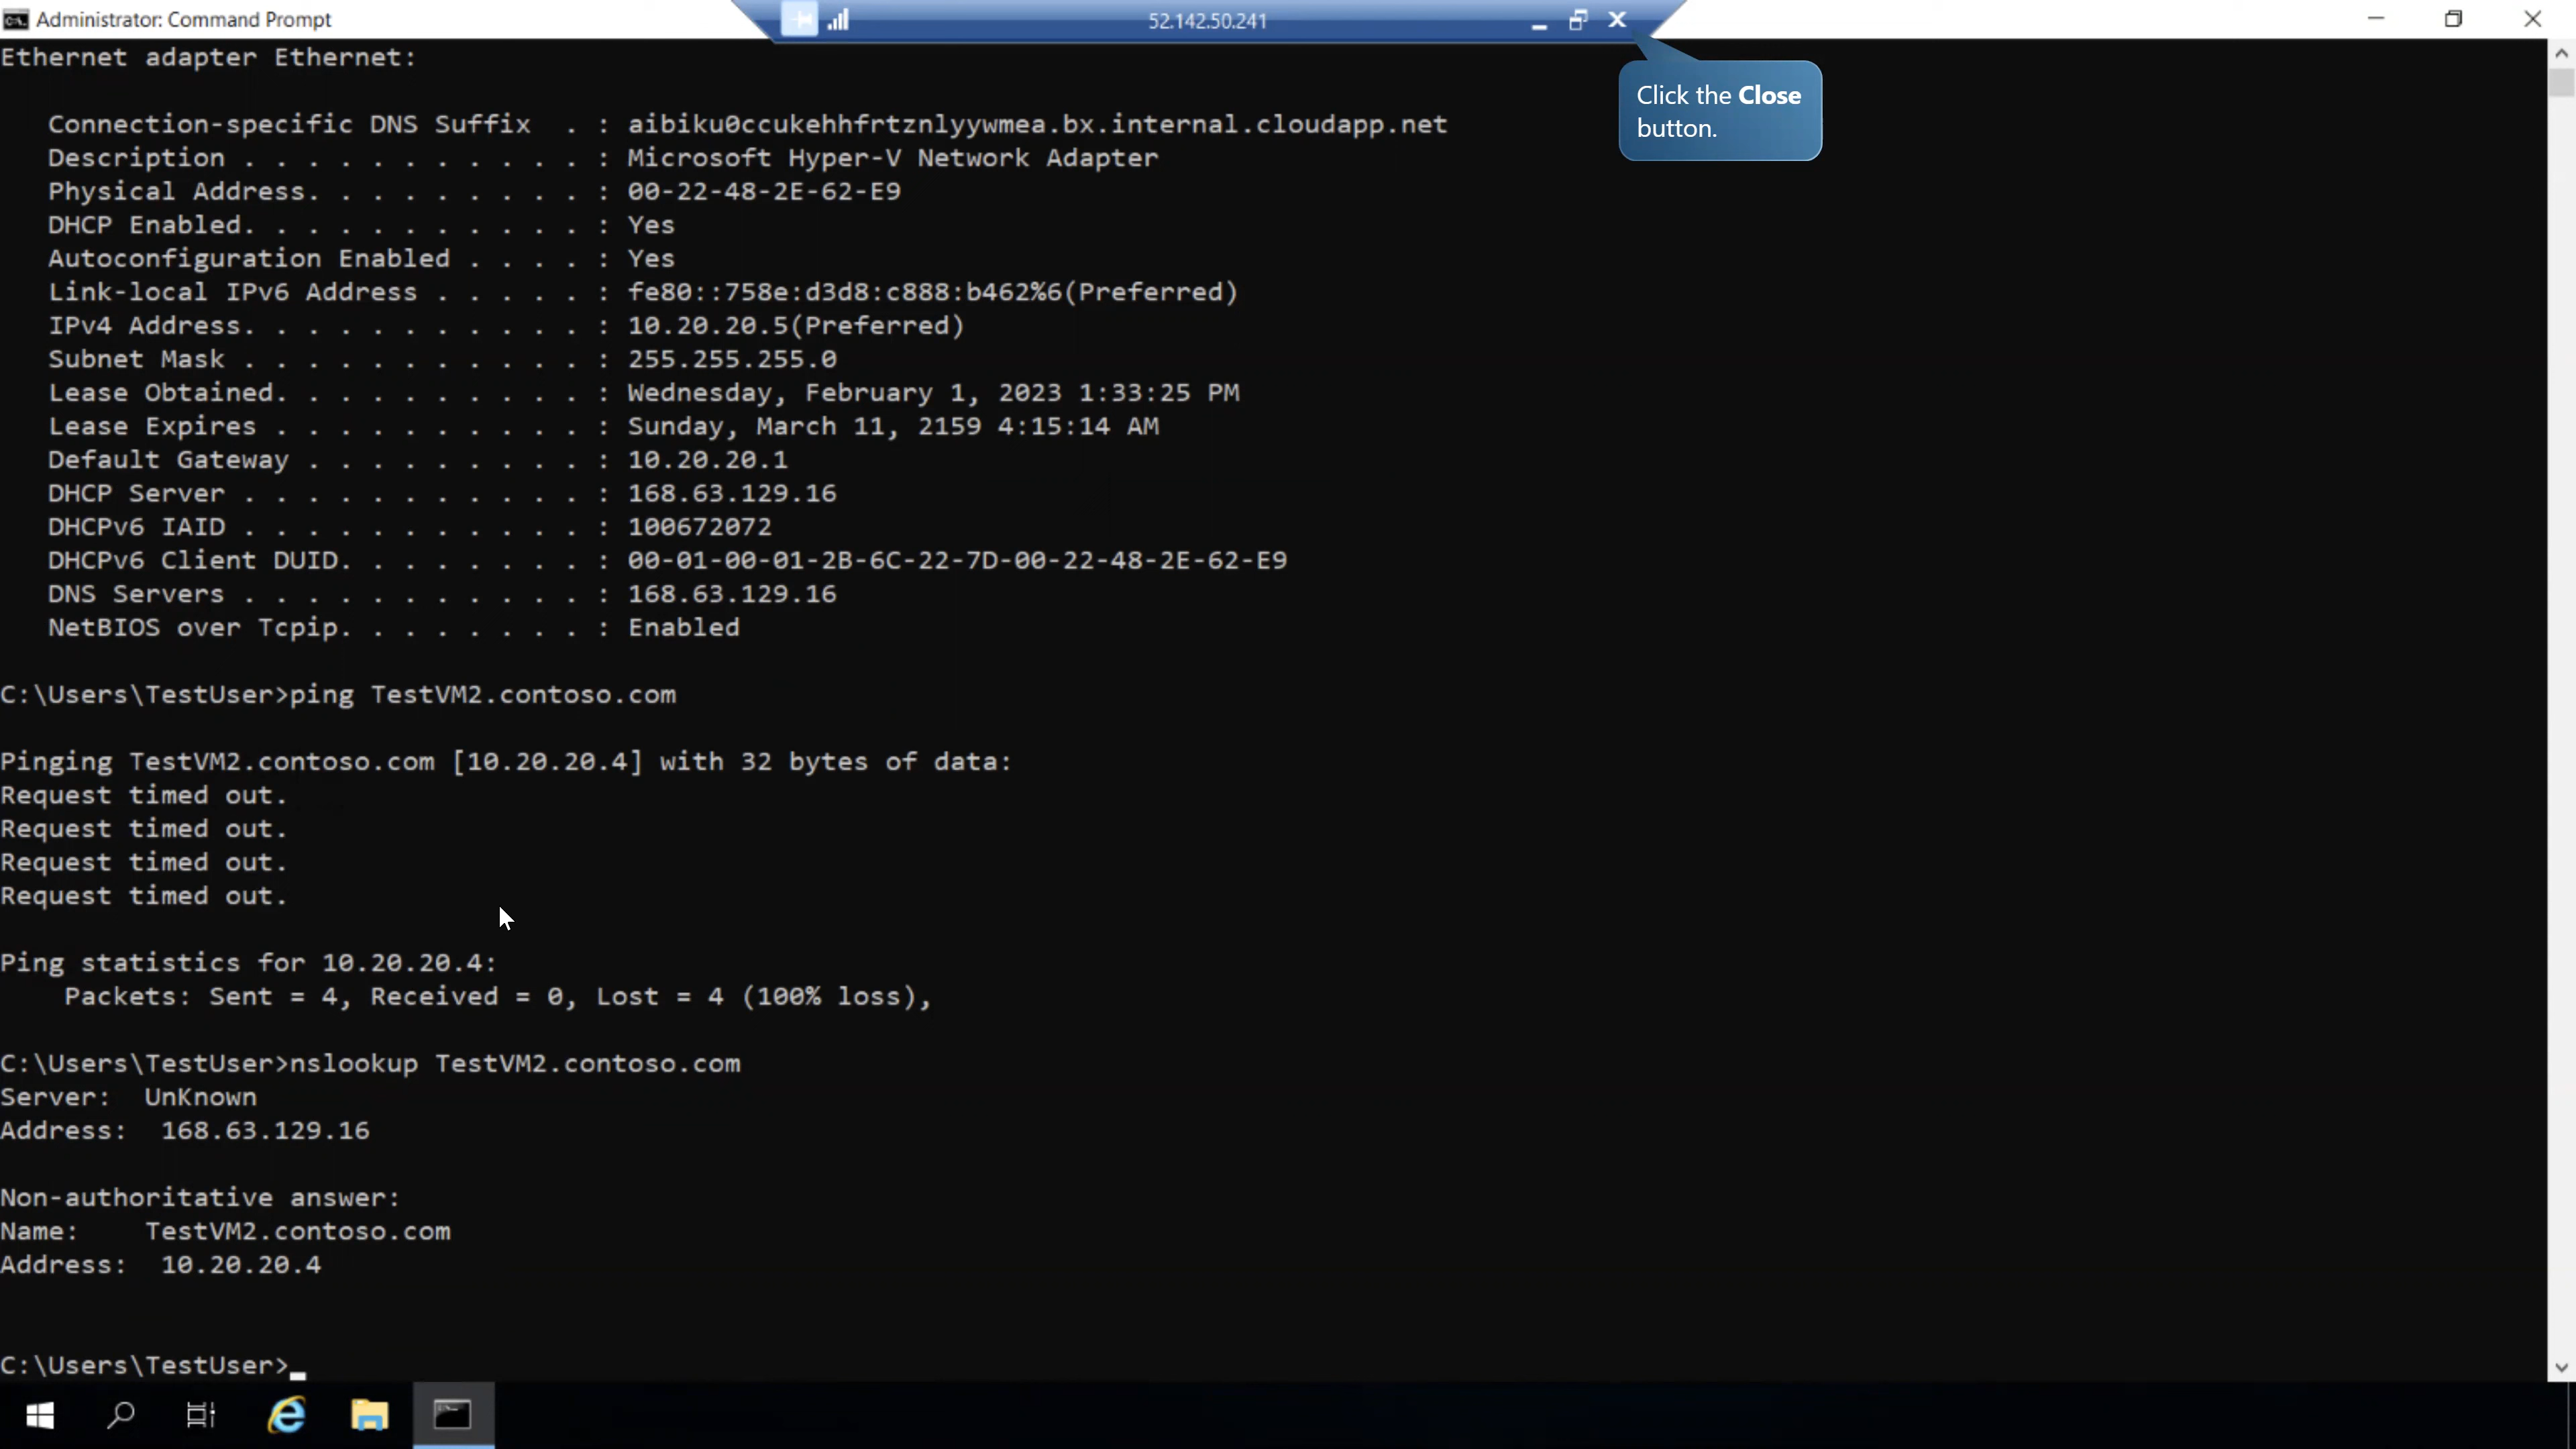 Administrator: Command Prompt
52.142.50.241
Click the Close
button.
Ethernet adapter Ethernet:
Connection-specific DNS Suffix  . : aibiku0ccukehhfrtznlyywmea.bx.internal.cloudapp.net
Description . . . . . . . . . . . : Microsoft Hyper-V Network Adapter
Physical Address. . . . . . . . . : 00-22-48-2E-62-E9
DHCP Enabled. . . . . . . . . . . : Yes
Autoconfiguration Enabled . . . . : Yes
Link-local IPv6 Address . . . . . : fe80::758e:d3d8:c888:b462%6(Preferred)
IPv4 Address. . . . . . . . . . . : 10.20.20.5(Preferred)
Subnet Mask . . . . . . . . . . . : 255.255.255.0
Lease Obtained. . . . . . . . . . : Wednesday, February 1, 2023 1:33:25 PM
Lease Expires . . . . . . . . . . : Sunday, March 11, 2159 4:15:14 AM
Default Gateway . . . . . . . . . : 10.20.20.1
DHCP Server . . . . . . . . . . . : 168.63.129.16
DHCPv6 IAID . . . . . . . . . . . : 100672072
DHCPv6 Client DUID. . . . . . . . : 00-01-00-01-2B-6C-22-7D-00-22-48-2E-62-E9
DNS Servers . . . . . . . . . . . : 168.63.129.16
NetBIOS over Tcpip. . . . . . . . : Enabled
C:\Users\TestUser>ping TestVM2.contoso.com
Pinging TestVM2.contoso.com [10.20.20.4] with 32 bytes of data:
Request timed out.
Request timed out.
Request timed out.
Request timed out.
Ping statistics for 10.20.20.4:
Packets: Sent = 4, Received = 0, Lost = 4 (100% loss),
C:\Users\TestUser>nslookup TestVM2.contoso.com
Server:  UnKnown
Address:  168.63.129.16
Non-authoritative answer:
Name:    TestVM2.contoso.com
Address:  10.20.20.4
C:\Users\TestUser>